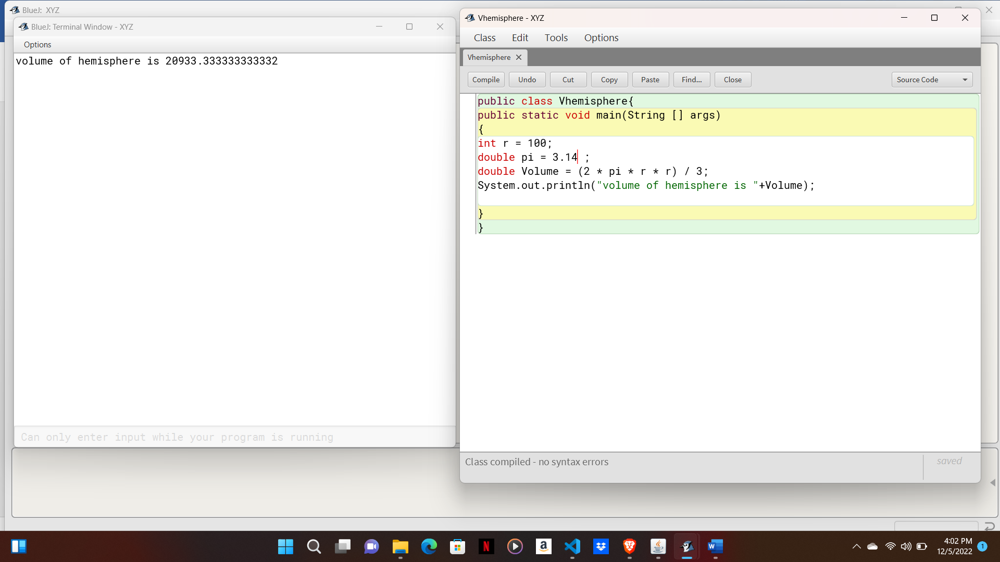 BlueJ: XYZ
BlueJ: Terminal Window - XYZ
Options
volume of hemisphere is 20933.333333333332
Can only enter input while your program is running
Vhemisphere - XYZ
Class Edit Tools Options
Vhemisphere
Compile Undo Cut Copy Paste Find... Close Source Code
public class Vhemisphere{
public static void main(String [] args)
{
int r = 100;
double pi = 3.14 ;
double Volume = (2 * pi * r * r) / 3;
System.out.println("volume of hemisphere is "+Volume);
}
}
Class compiled - no syntax errors
saved
N
a
W
4:02 PM
12/5/2022
1